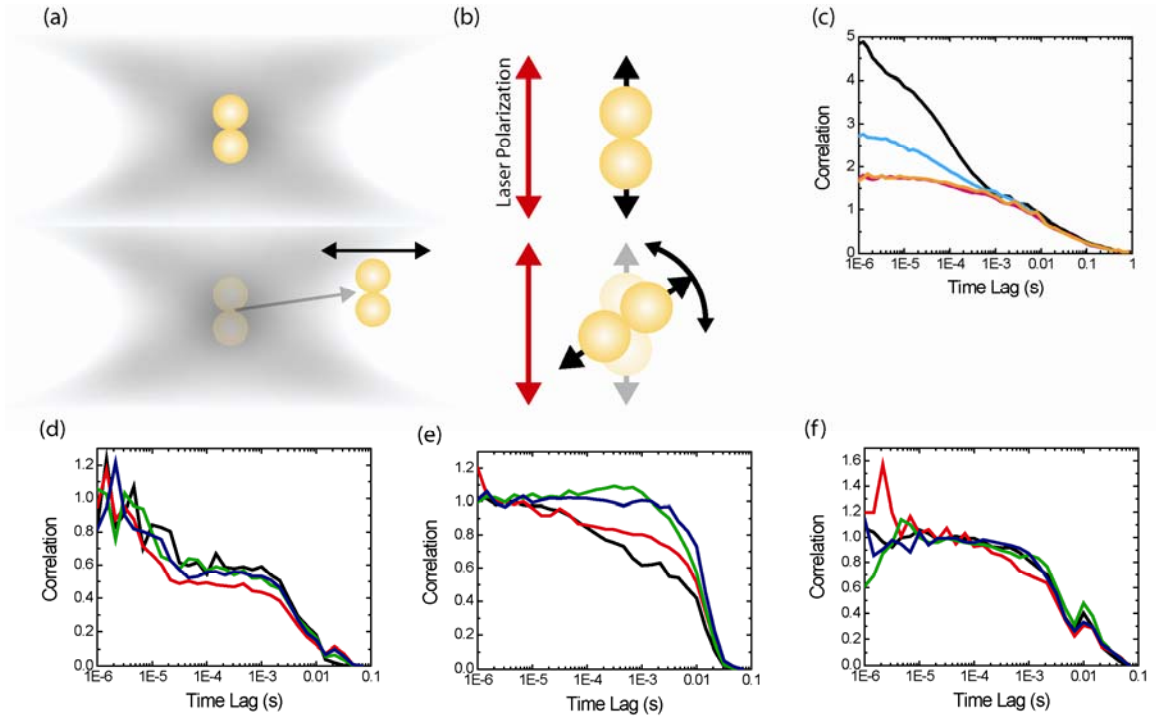 (a)
(b)
(c)
Laser Polarization
5
4
3
2
1
0
Correlation
1E-6 1E-5 1E-4 1E-3 0.01 0.1 1
Time Lag (s)
(d)
(e)
(f)
1.2
1.0
0.8
0.6
0.4
0.2
0.0
Correlation
1E-6 1E-5 1E-4 1E-3 0.01 0.1
Time Lag (s)
1.2
1.0
0.8
0.6
0.4
0.2
0.0
Correlation
1E-6 1E-5 1E-4 1E-3 0.01 0.1
Time Lag (s)
1.6
1.4
1.2
1.0
0.8
0.6
0.4
0.2
0.0
Correlation
1E-6 1E-5 1E-4 1E-3 0.01 0.1
Time Lag (s)